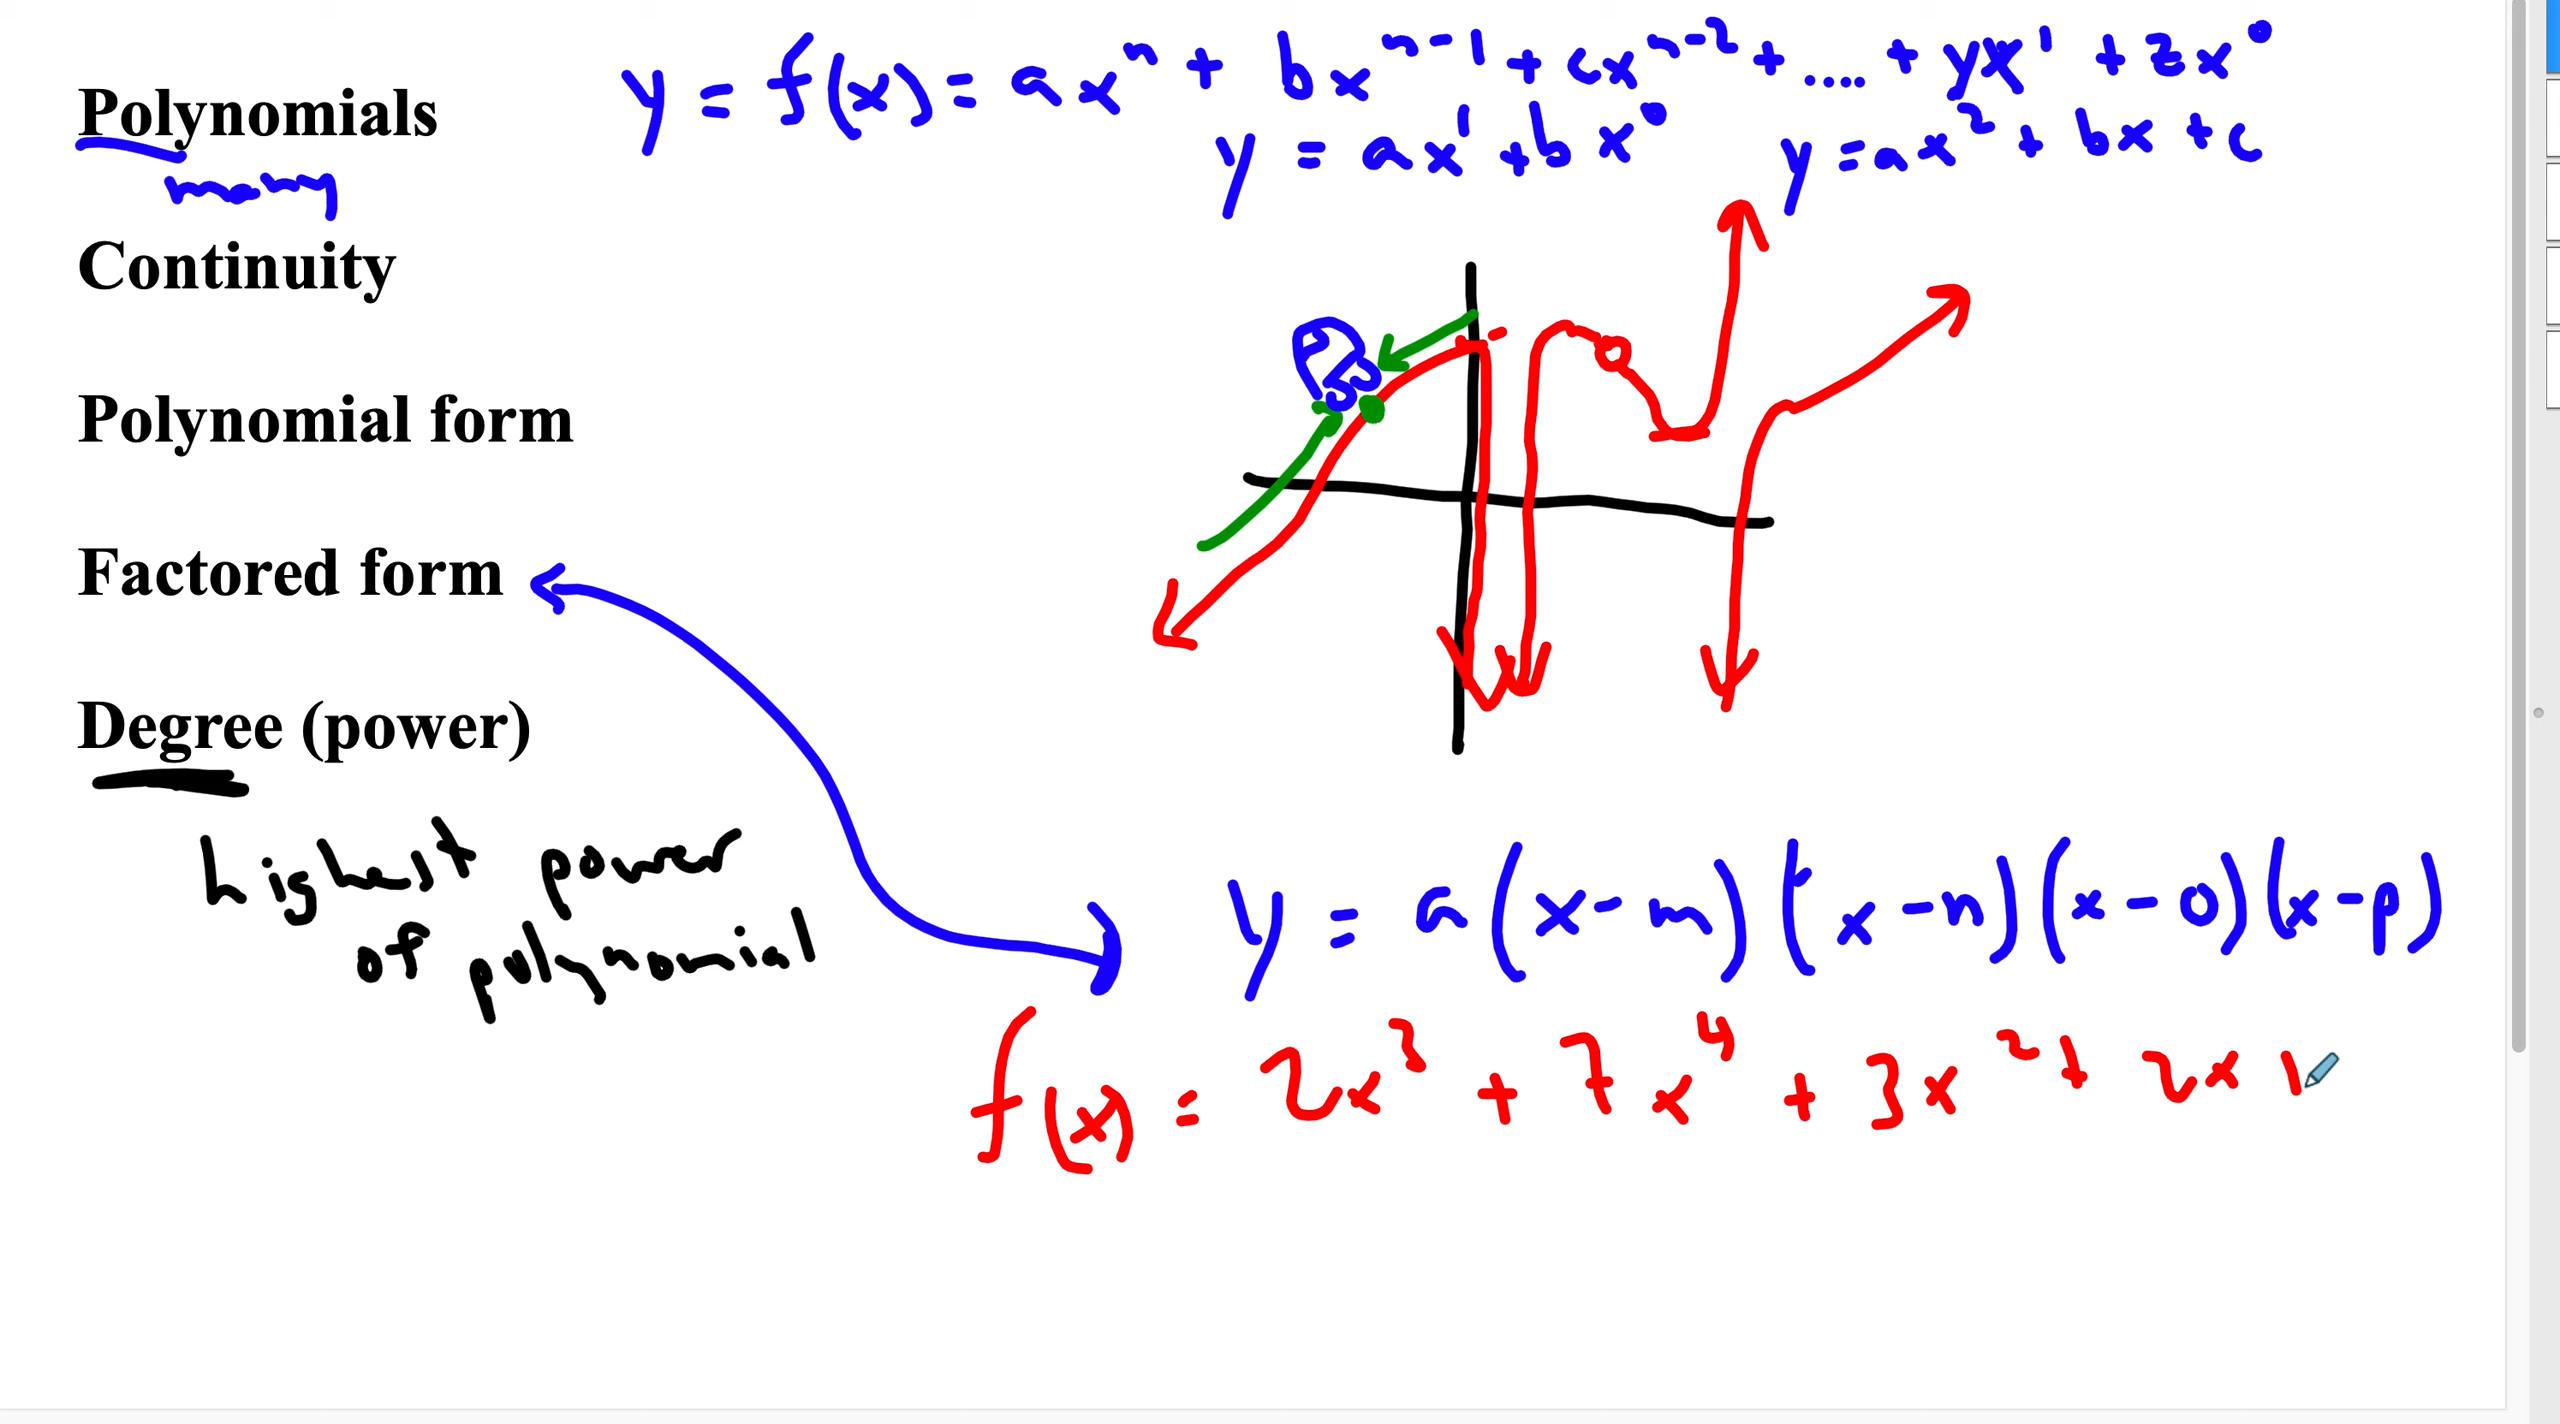 y = f(x) = ax^n + bx^(n-1) + cx^(n-2) + .... + yx^1 + zx^0
Polynomials
many
y = ax^1 + bx^0
y = ax^2 + bx + c
Continuity
Polynomial form
Factored form
Degree (power)
highest power
of polynomial
y = a(x-m)(x-n)(x-o)(x-p)
f(x) = 2x^3 + 7x^4 + 3x^2 + 2x